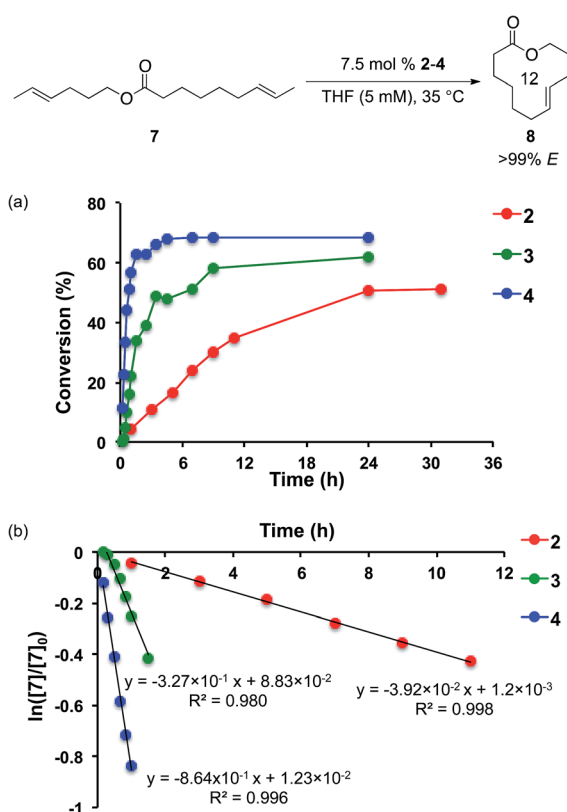 O
O
7
7.5 mol % 2-4
THF (5 mM), 35 °C
O
O
12
8
>99% E
(a)
80
60
40
20
0
Conversion (%)
0 6 12 18 24 30 36
Time (h)
2
3
4
(b)
Time (h)
0 2 4 6 8 10 12
0
-0.2
-0.4
-0.6
-0.8
-1
ln([7]/[7]₀)
2
3
4
y = -3.27×10⁻¹ x + 8.83×10⁻²
R² = 0.980
y = -3.92×10⁻² x + 1.2×10⁻³
R² = 0.998
y = -8.64x10⁻¹ x + 1.23×10⁻²
R² = 0.996